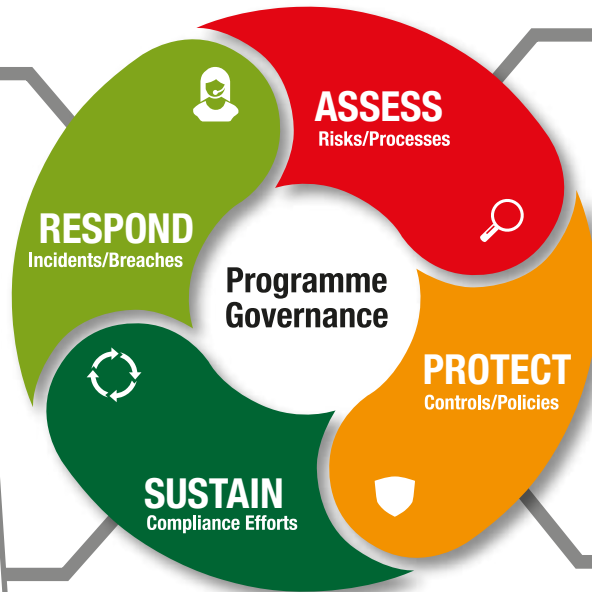 ASSESS
Risks/Processes
RESPOND
Incidents/Breaches
Programme
Governance
PROTECT
Controls/Policies
SUSTAIN
Compliance Efforts